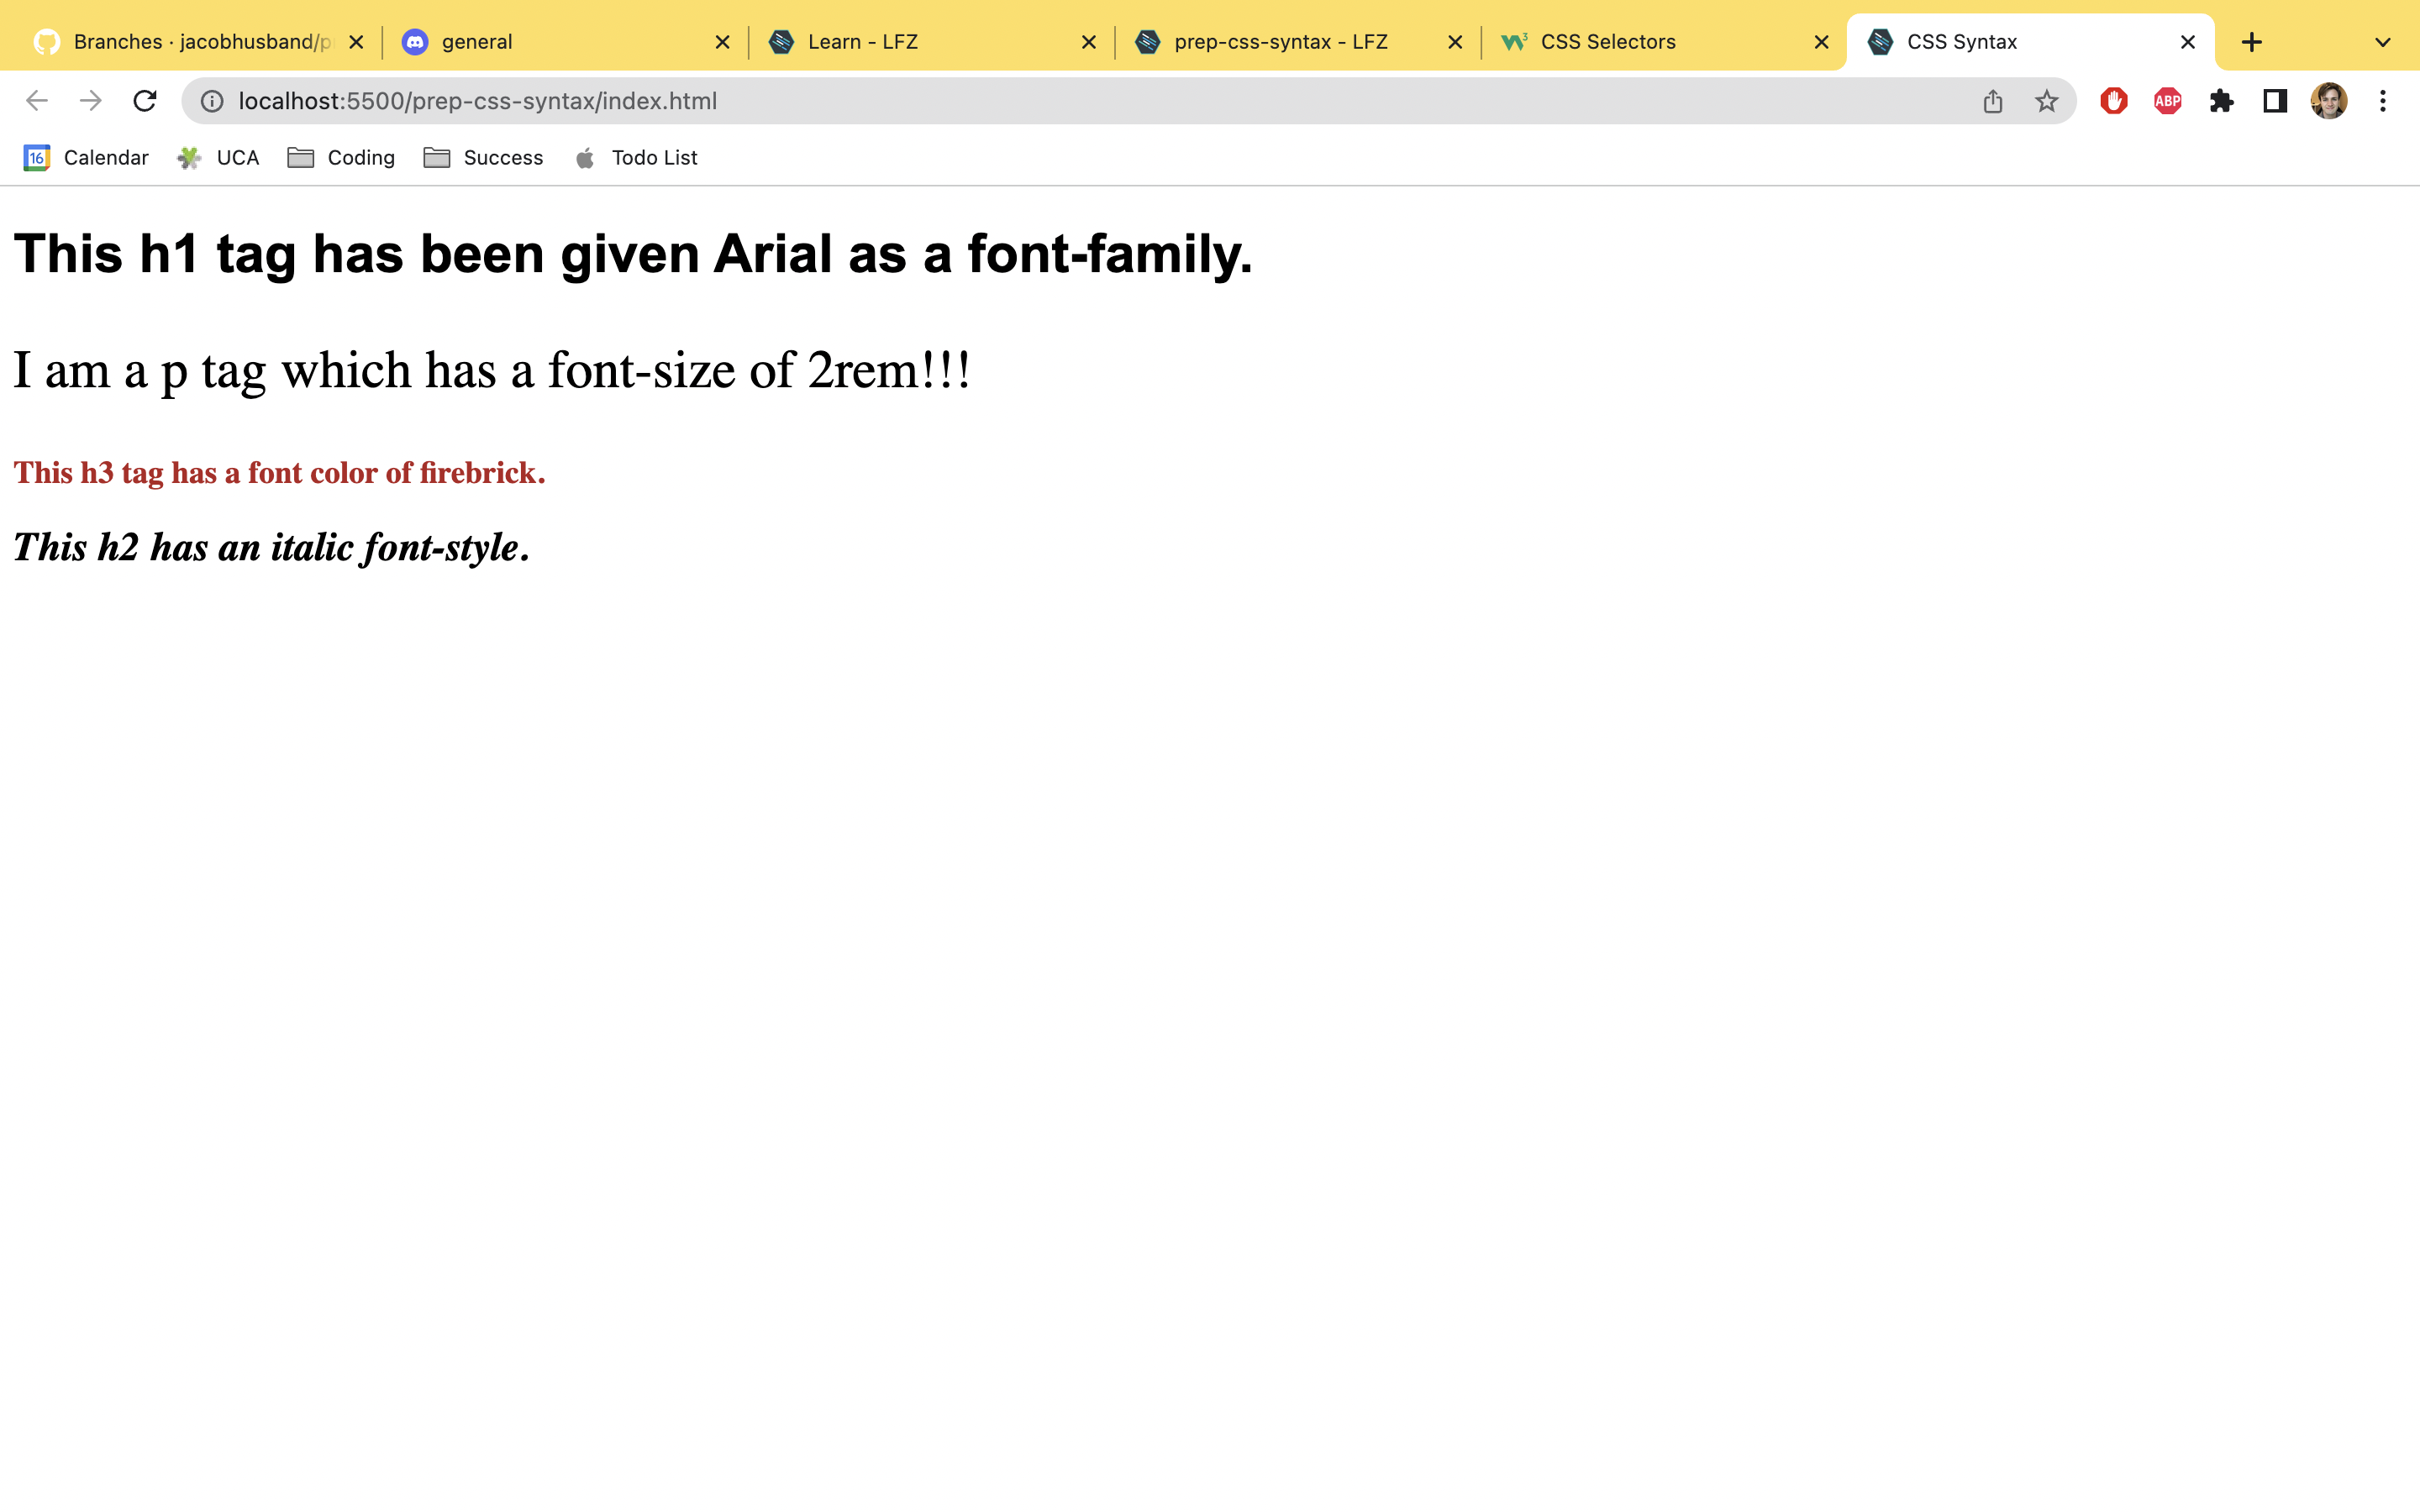 Branches · jacobhusband/p
general
Learn - LFZ
prep-css-syntax - LFZ
CSS Selectors
CSS Syntax
localhost:5500/prep-css-syntax/index.html
ABP
16 Calendar
UCA
Coding
Success
Todo List
This h1 tag has been given Arial as a font-family.
I am a p tag which has a font-size of 2rem!!!
This h3 tag has a font color of firebrick.
This h2 has an italic font-style.